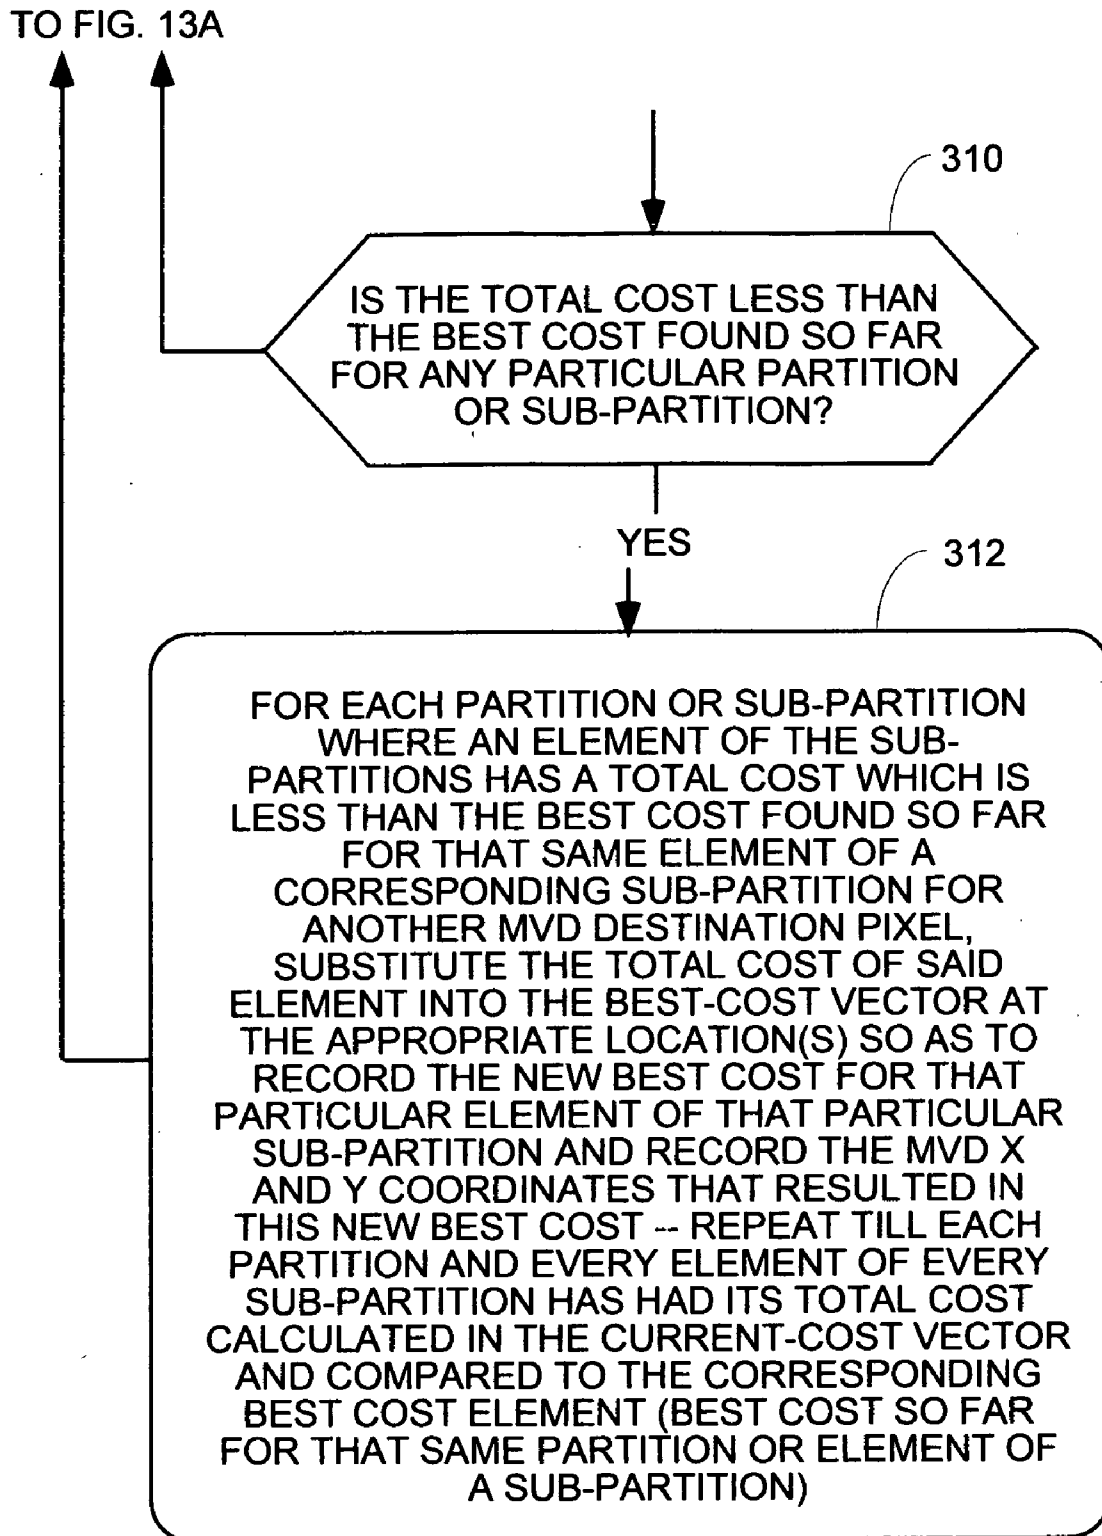 TO FIG. 13A
310
IS THE TOTAL COST LESS THAN
THE BEST COST FOUND SO FAR
FOR ANY PARTICULAR PARTITION
OR SUB-PARTITION?
YES
312
FOR EACH PARTITION OR SUB-PARTITION
WHERE AN ELEMENT OF THE SUB-
PARTITIONS HAS A TOTAL COST WHICH IS
LESS THAN THE BEST COST FOUND SO FAR
FOR THAT SAME ELEMENT OF A
CORRESPONDING SUB-PARTITION FOR
ANOTHER MVD DESTINATION PIXEL,
SUBSTITUTE THE TOTAL COST OF SAID
ELEMENT INTO THE BEST-COST VECTOR AT
THE APPROPRIATE LOCATION(S) SO AS TO
RECORD THE NEW BEST COST FOR THAT
PARTICULAR ELEMENT OF THAT PARTICULAR
SUB-PARTITION AND RECORD THE MVD X
AND Y COORDINATES THAT RESULTED IN
THIS NEW BEST COST -- REPEAT TILL EACH
PARTITION AND EVERY ELEMENT OF EVERY
SUB-PARTITION HAS HAD ITS TOTAL COST
CALCULATED IN THE CURRENT-COST VECTOR
AND COMPARED TO THE CORRESPONDING
BEST COST ELEMENT (BEST COST SO FAR
FOR THAT SAME PARTITION OR ELEMENT OF
A SUB-PARTITION)